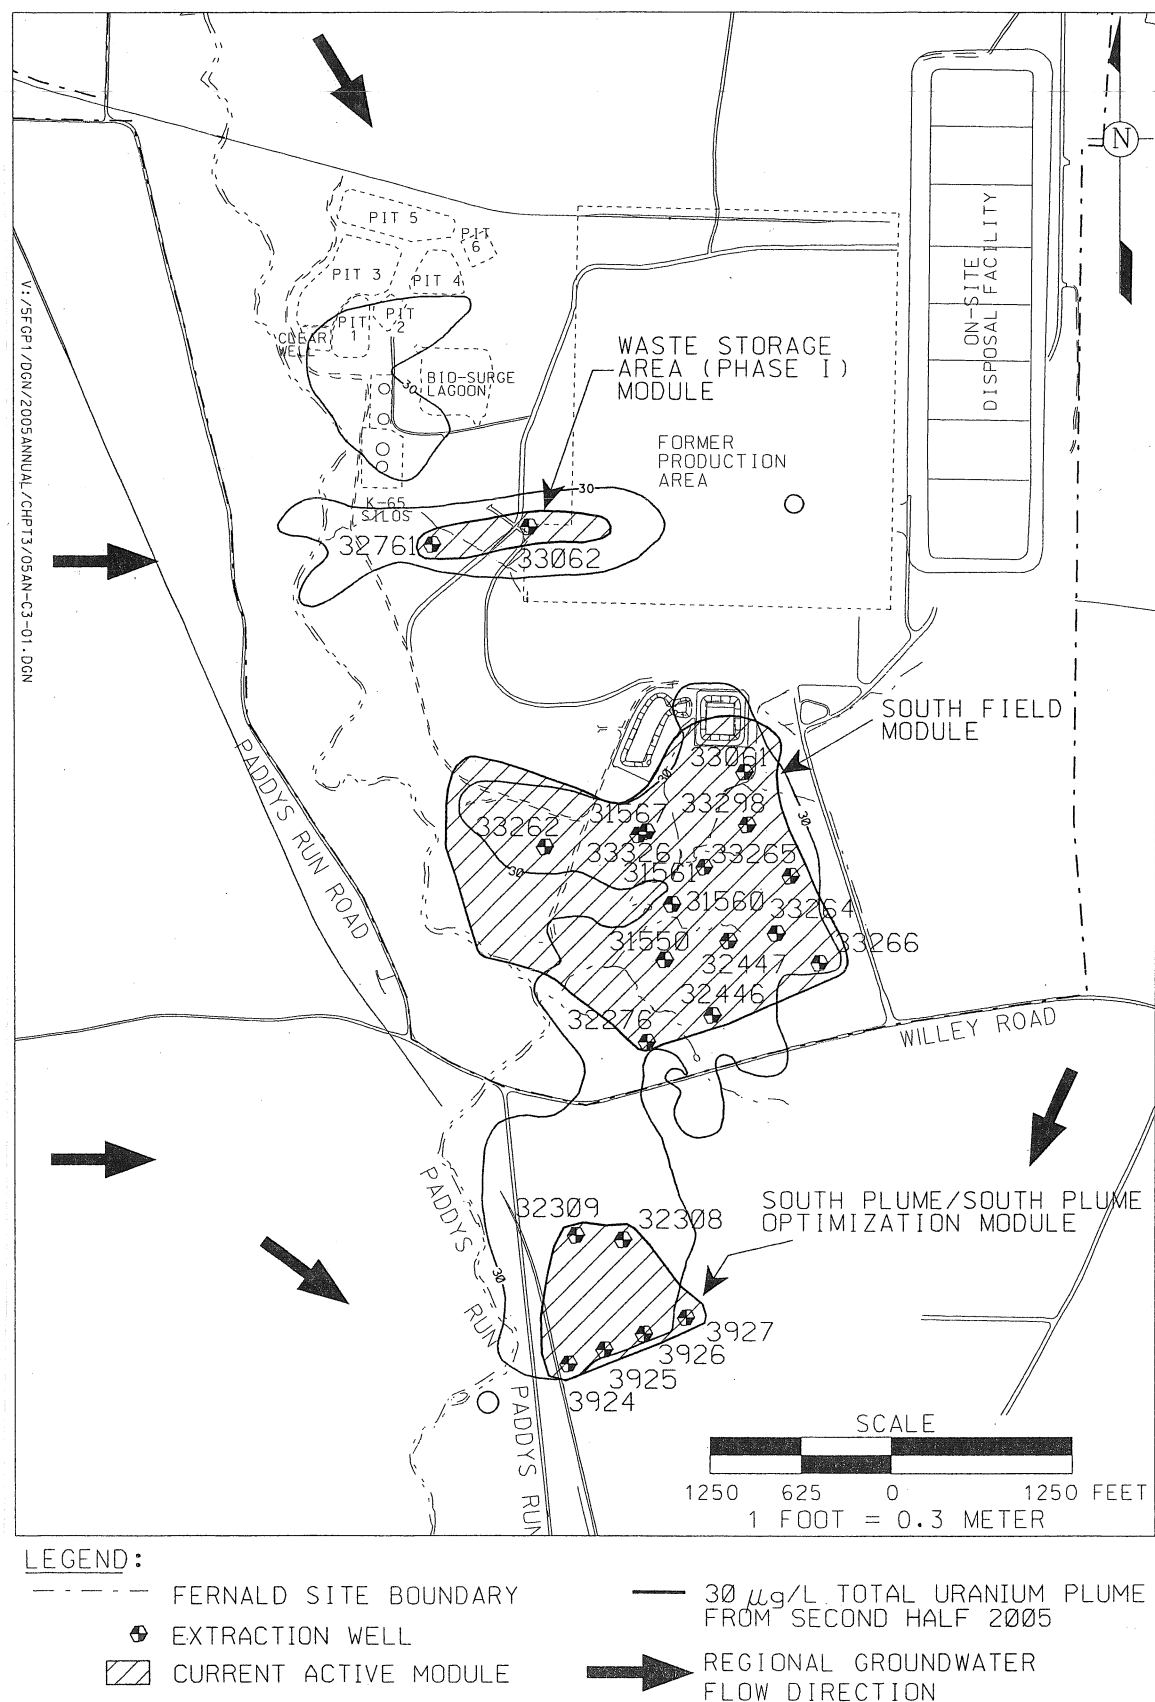 N
PIT 5
PIT
6
PIT 3
PIT 4
PIT
1
PIT
2
CLEAR
WELL
BIO-SURGE
LAGOON
30
WASTE STORAGE
AREA (PHASE I)
MODULE
ON-SITE
DISPOSAL FACILITY
FORMER
PRODUCTION
AREA
V:/5FGP1/DGN/2005ANNUAL/CHPT3/05AN-C3-01.DGN
K-65
SILOS
30
32761
33062
SOUTH FIELD
MODULE
PADDYS RUN ROAD
33061
30
33298
30
31567
33262
33326
33265
31561
30
31560
33264
31550
33266
32447
32446
32276
WILLEY ROAD
PADDYS
RUN
SOUTH PLUME/SOUTH PLUME
OPTIMIZATION MODULE
32309
32308
30
3927
3926
3925
3924
PADDYS RUN
SCALE
1250 625 0 1250 FEET
1 FOOT = 0.3 METER
LEGEND:
FERNALD SITE BOUNDARY
EXTRACTION WELL
CURRENT ACTIVE MODULE
30 μg/L TOTAL URANIUM PLUME
FROM SECOND HALF 2005
REGIONAL GROUNDWATER
FLOW DIRECTION